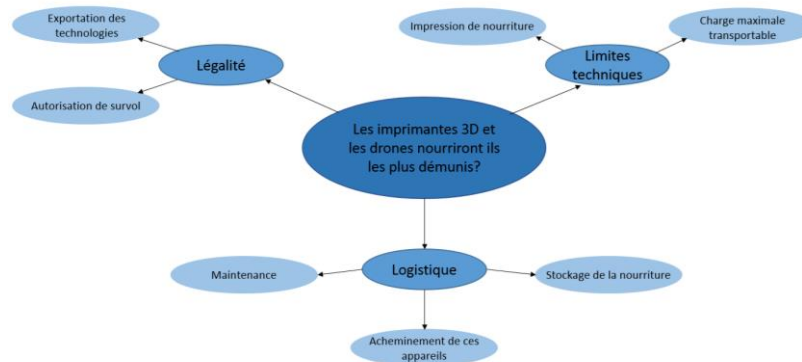 Exportation des
technologies
Légalité
Autorisation de survol
Impression de nourriture
Charge maximale
transportable
Limites
techniques
Les imprimantes 3D et
les drones nourriront ils
les plus démunis?
Logistique
Maintenance
Stockage de la nourriture
Acheminement de ces
appareils